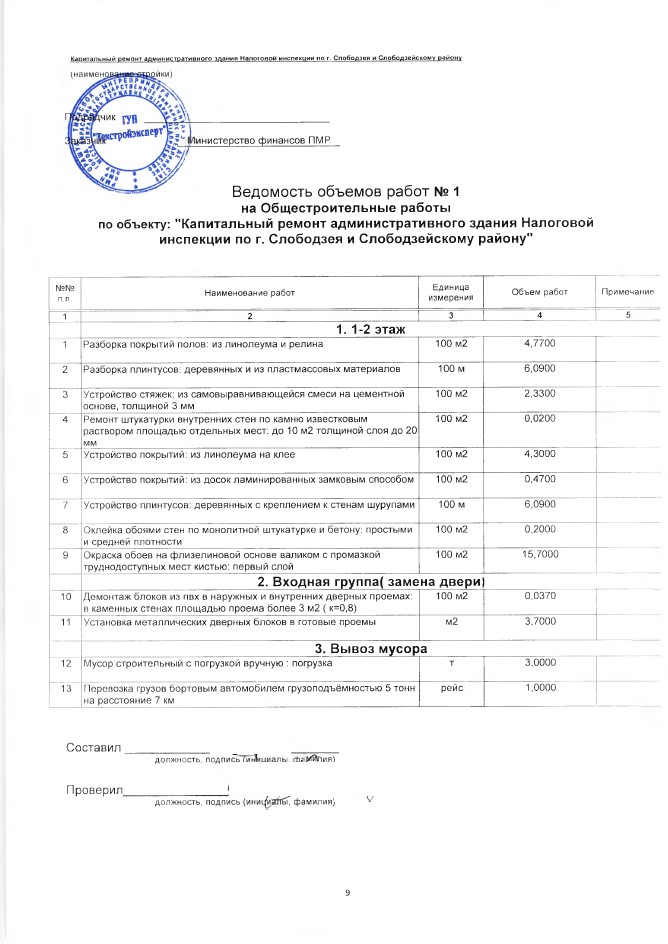 Капитальный ремонт административного здания Налоговой инспекции по г. Слободзея и Слободзейскому району
(наименование стройки)
ГУП
"Техстройэксперт"
Подрядчик
Заказчик Министерство финансов ПМР
Ведомость объемов работ № 1
на Общестроительные работы
по объекту: "Капитальный ремонт административного здания Налоговой
инспекции по г. Слободзея и Слободзейскому району"
№№ п.п. Наименование работ Единица измерения Объем работ Примечание
1 2 3 4 5
1. 1-2 этаж
1 Разборка покрытий полов: из линолеума и релина 100 м2 4,7700
2 Разборка плинтусов: деревянных и из пластмассовых материалов 100 м 6,0900
3 Устройство стяжек: из самовыравнивающейся смеси на цементной 100 м2 2,3300
основе, толщиной 3 мм
4 Ремонт штукатурки внутренних стен по камню известковым 100 м2 0,0200
раствором площадью отдельных мест: до 10 м2 толщиной слоя до 20
мм
5 Устройство покрытий: из линолеума на клее 100 м2 4,3000
6 Устройство покрытий: из досок ламинированных замковым способом 100 м2 0,4700
7 Устройство плинтусов: деревянных с креплением к стенам шурупами 100 м 6,0900
8 Оклейка обоями стен по монолитной штукатурке и бетону: простыми 100 м2 0,2000
и средней плотности
9 Окраска обоев на флизелиновой основе валиком с промазкой 100 м2 15,7000
труднодоступных мест кистью: первый слой
2. Входная группа( замена двери)
10 Демонтаж блоков из пвх в наружных и внутренних дверных проемах: 100 м2 0,0370
в каменных стенах площадью проема более 3 м2 ( к=0,8)
11 Установка металлических дверных блоков в готовые проемы м2 3,7000
3. Вывоз мусора
12 Мусор строительный с погрузкой вручную : погрузка т 3,0000
13 Перевозка грузов бортовым автомобилем грузоподъёмностью 5 тонн рейс 1,0000
на расстояние 7 км
Составил
должность, подпись (инициалы, фамилия)
Проверил
должность, подпись (инициалы, фамилия)
9